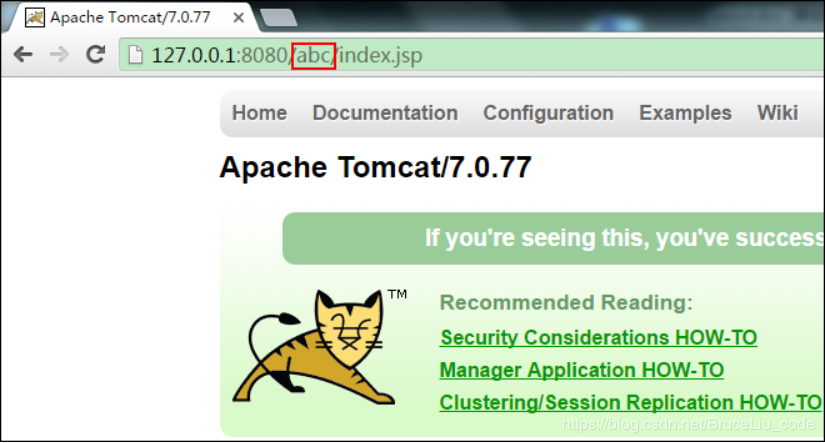 Apache Tomcat/7.0.77
127.0.0.1:8080/abc/index.jsp
Home Documentation Configuration Examples Wiki
Apache Tomcat/7.0.77
If you're seeing this, you've success
TM
Recommended Reading:
Security Considerations HOW-TO
Manager Application HOW-TO
Clustering/Session Replication HOW-TO
https://blog.csdn.net/BruceLiu_code